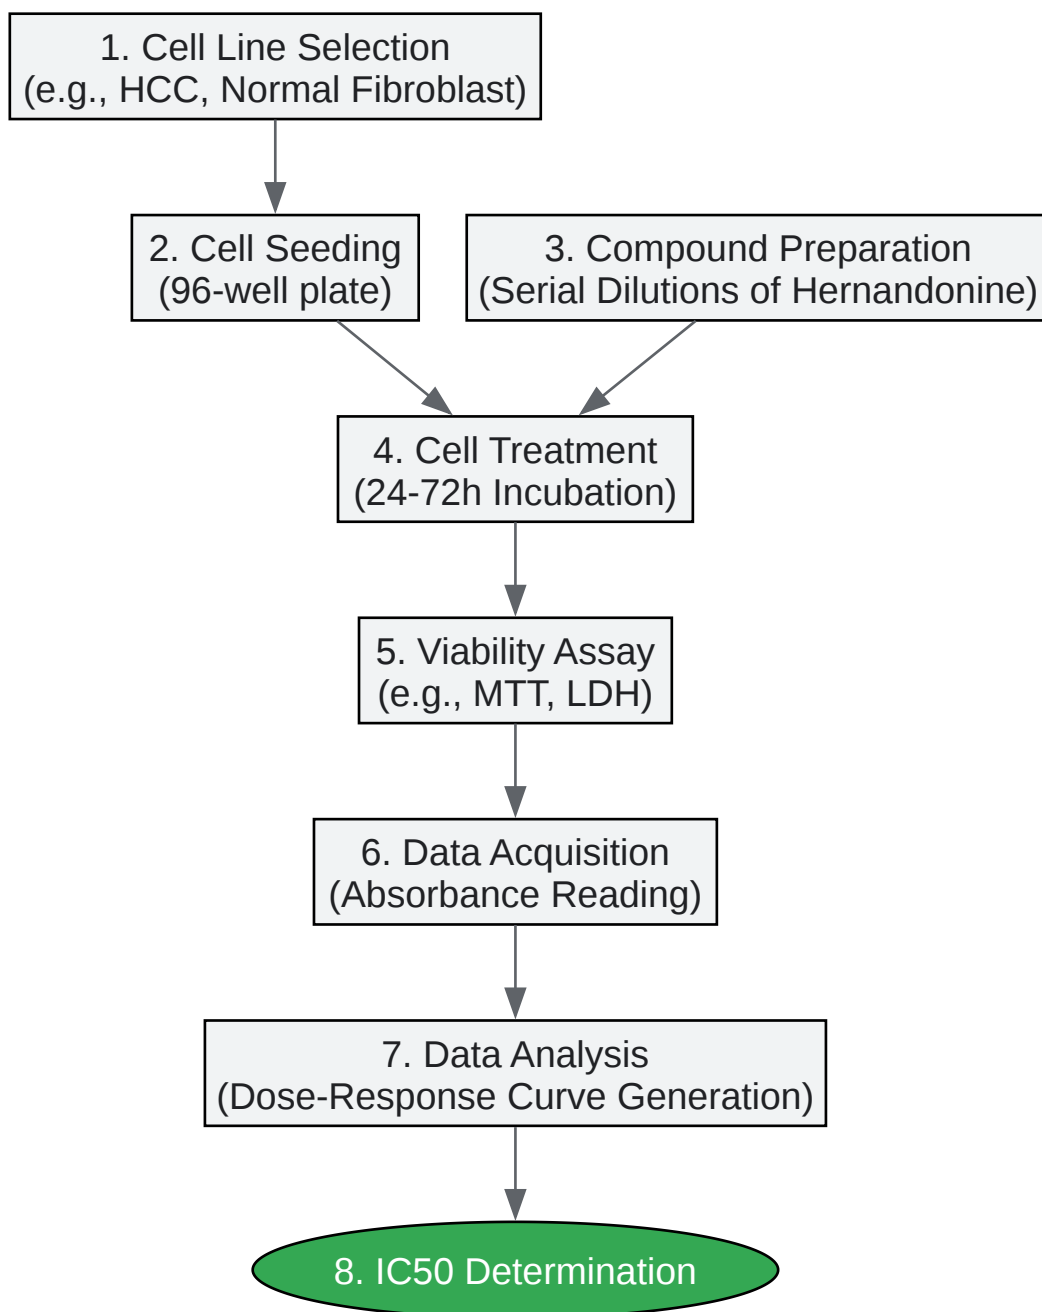 1. Cell Line Selection
(e.g., HCC, Normal Fibroblast)
2. Cell Seeding
(96-well plate)
3. Compound Preparation
(Serial Dilutions of Hernandonine)
4. Cell Treatment
(24-72h Incubation)
5. Viability Assay
(e.g., MTT, LDH)
6. Data Acquisition
(Absorbance Reading)
7. Data Analysis
(Dose-Response Curve Generation)
8. IC50 Determination